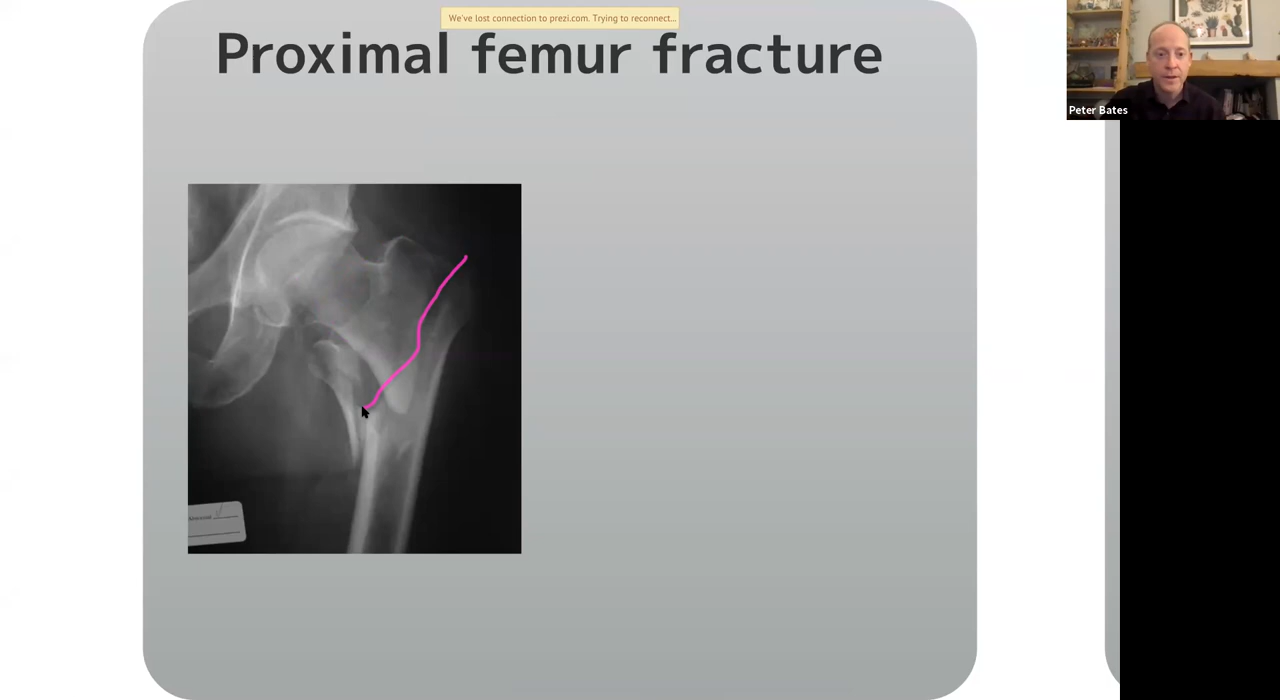 We've lost connection to prezi.com. Trying to reconnect...
Proximal femur fracture
Peter Bates